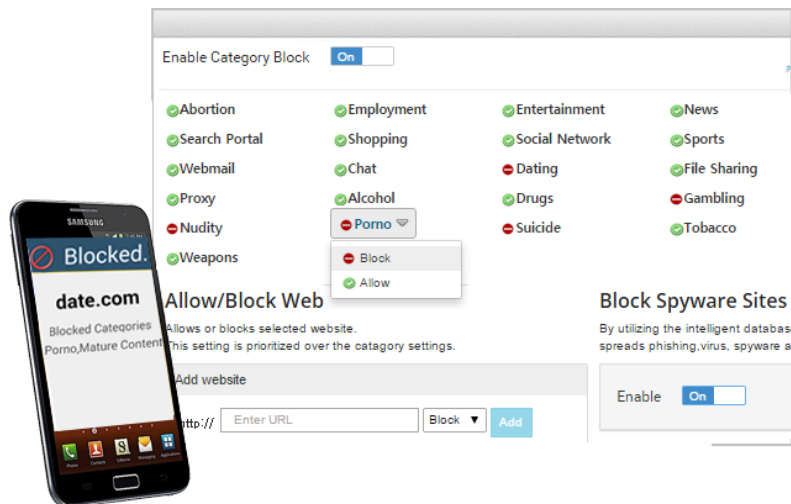 Enable Category Block On
Abortion Employment Entertainment News
Search Portal Shopping Social Network Sports
Webmail Chat Dating File Sharing
Proxy Alcohol Drugs Gambling
Nudity Porno Suicide Tobacco
Weapons
Block
Allow
Allow/Block Web
Allows or blocks selected website.
This setting is prioritized over the catagory settings.
Add website
http:// Enter URL Block Add
Block Spyware Sites
By utilizing the intelligent databas
spreads phishing,virus, spyware a
Enable On
SAMSUNG
Blocked.
date.com
Blocked Categories
Porno,Mature Content
Phone Contacts Messaging Applications